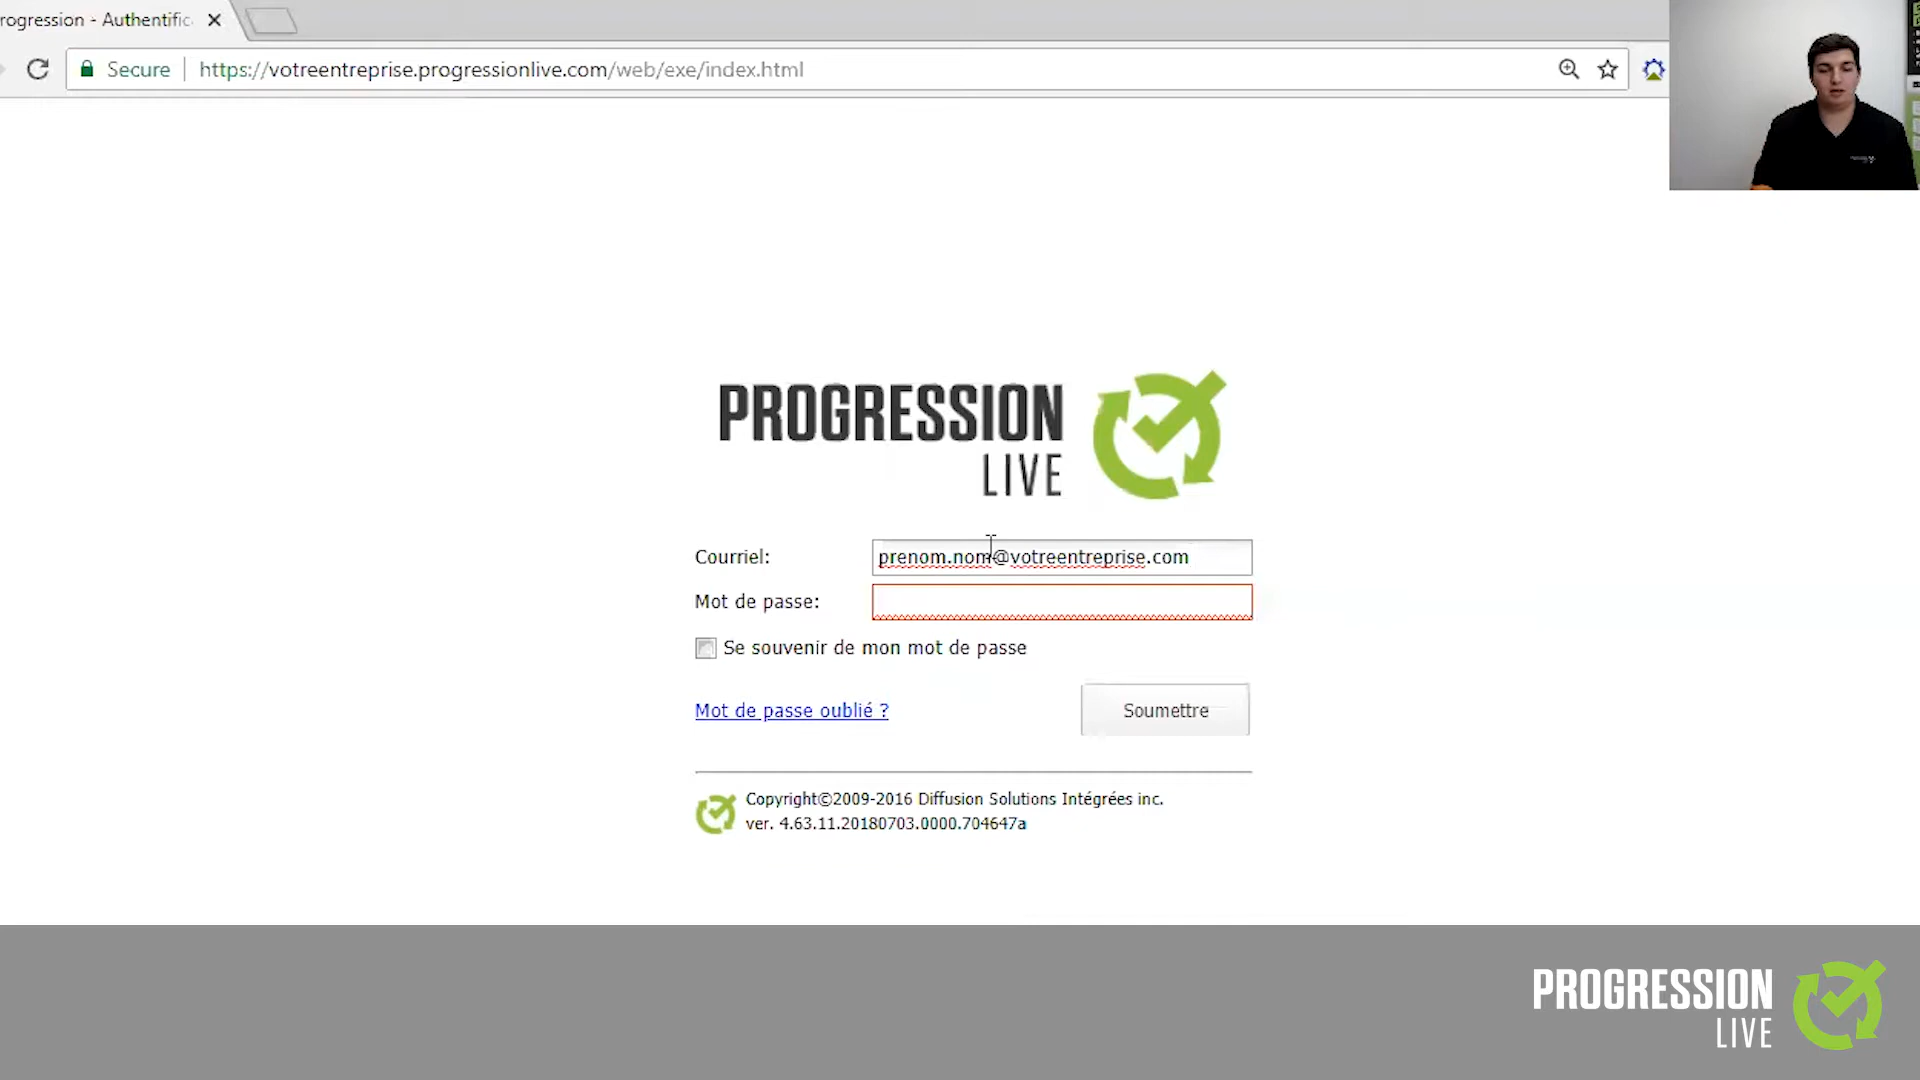 rogression - Authentific
Secure
https://votreentreprise.progressionlive.com/web/exe/index.html
PROGRESSION
LIVE
Courriel:
prenom.nom@votreentreprise.com
Mot de passe:
Se souvenir de mon mot de passe
Mot de passe oublié ?
Soumettre
Copyright©2009-2016 Diffusion Solutions Intégrées inc.
ver. 4.63.11.20180703.0000.704647a
PROGRESSION
LIVE